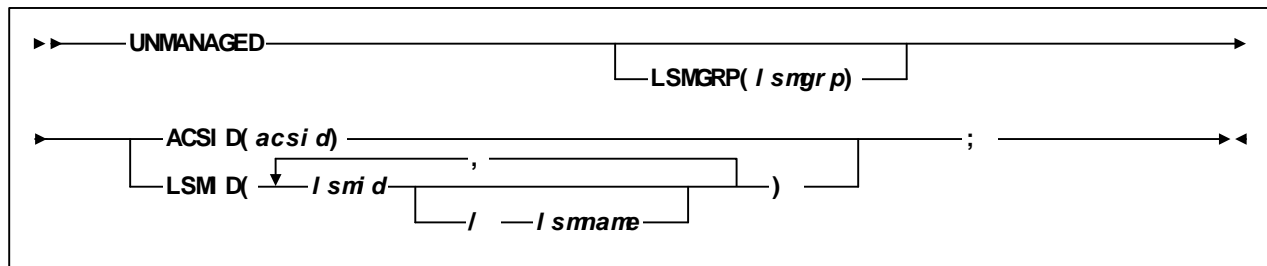 UNMANAGED
LSMGRP(lsmgrp)
ACSID(acsid)
;
,
LSMID( lsmid )
/ lsmname